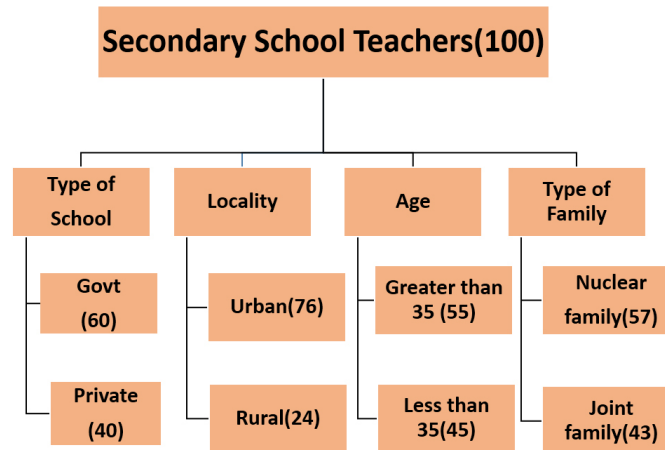 Secondary School Teachers(100)
Type of
School
Locality
Age
Type of
Family
Govt
(60)
Urban(76)
Greater than
35 (55)
Nuclear
family(57)
Private
(40)
Rural(24)
Less than
35(45)
Joint
family(43)